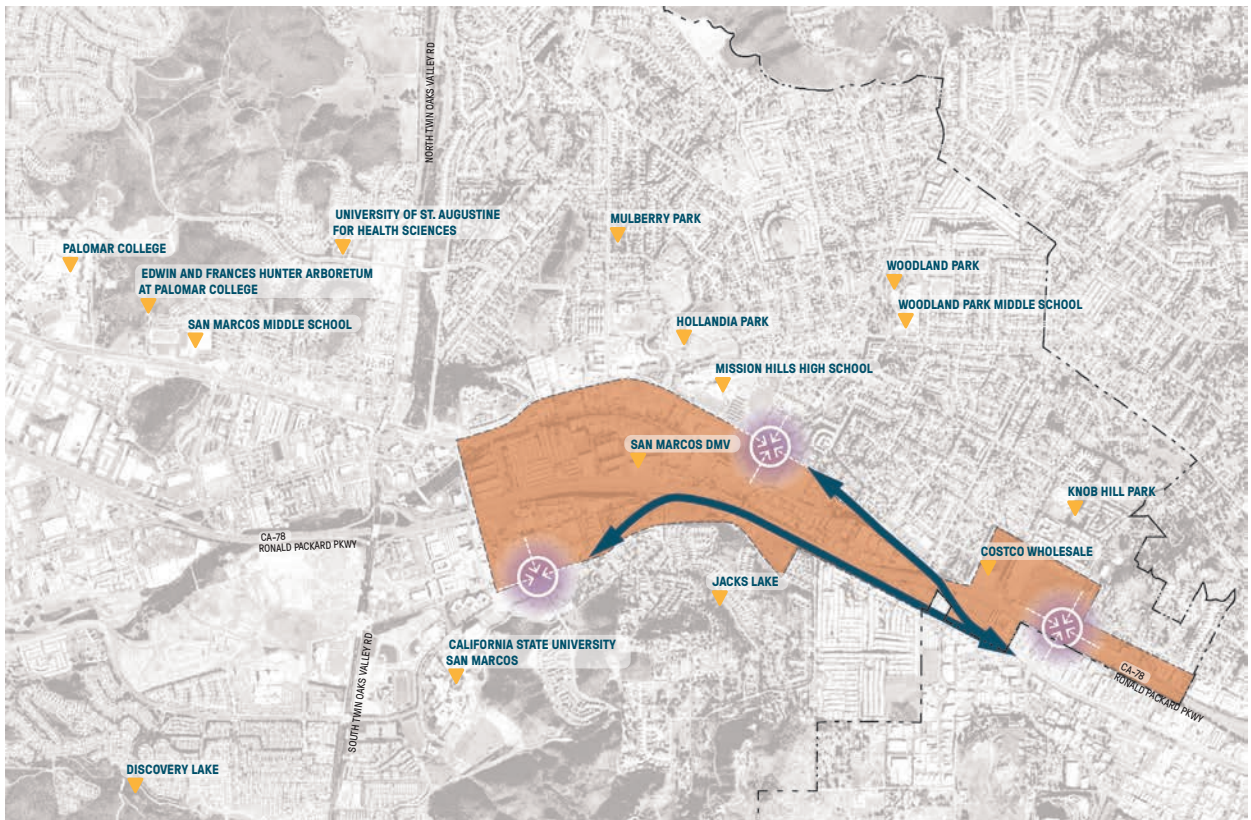 NORTH TWIN OAKS VALLEY RD
UNIVERSITY OF ST. AUGUSTINE
FOR HEALTH SCIENCES
MULBERRY PARK
PALOMAR COLLEGE
EDWIN AND FRANCES HUNTER ARBORETUM
AT PALOMAR COLLEGE
WOODLAND PARK
WOODLAND PARK MIDDLE SCHOOL
SAN MARCOS MIDDLE SCHOOL
HOLLANDIA PARK
MISSION HILLS HIGH SCHOOL
SAN MARCOS DMV
KNOB HILL PARK
CA-78
RONALD PACKARD PKWY
COSTCO WHOLESALE
JACKS LAKE
CALIFORNIA STATE UNIVERSITY
SAN MARCOS
SOUTH TWIN OAKS VALLEY RD
CA-78
RONALD PACKARD PKWY
DISCOVERY LAKE